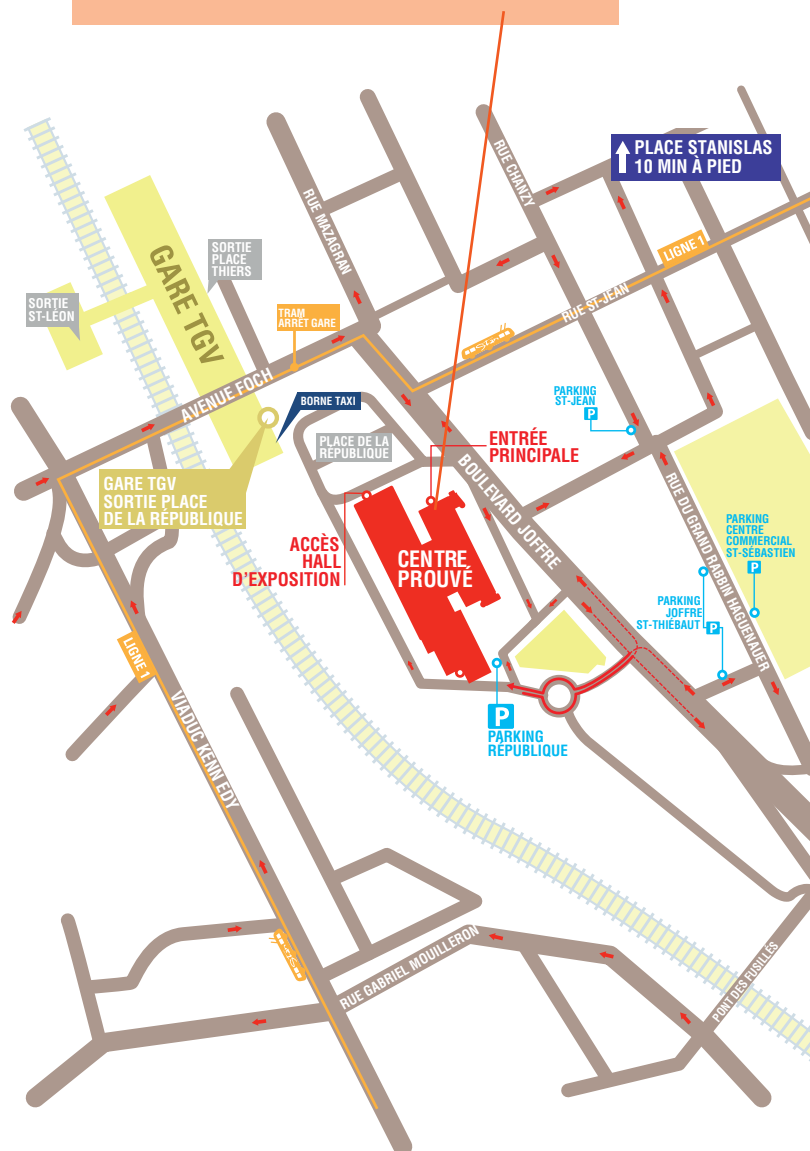 PLACE STANISLAS
10 MIN À PIED
RUE CHANZY
RUE MAZAGRAN
SORTIE
PLACE
THIERS
GARE TGV
SORTIE
ST-LÉON
LIGNE 1
RUE ST-JEAN
TRAM
ARRÊT GARE
AVENUE FOCH
BORNE TAXI
PARKING
ST-JEAN
P
PLACE DE LA
RÉPUBLIQUE
ENTRÉE
PRINCIPALE
BOULEVARD JOFFRE
GARE TGV
SORTIE PLACE
DE LA RÉPUBLIQUE
RUE DU GRAND RABBIN HAGUENAUER
PARKING
CENTRE
COMMERCIAL
ST-SÉBASTIEN
P
ACCÈS
HALL
D'EXPOSITION
CENTRE
PROUVÉ
PARKING
JOFFRE
ST-THIÉBAUT
P
LIGNE 1
VIADUC KENN EDY
P
PARKING
RÉPUBLIQUE
RUE GABRIEL MOUILLERON
PONT DES FUSILLÉS